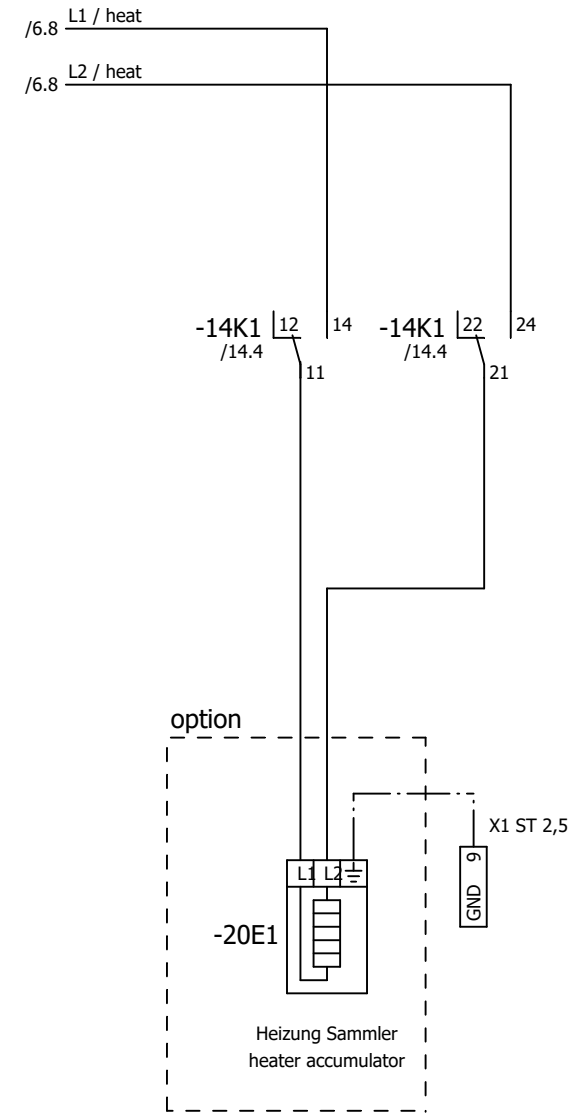 L1 / heat
/6.8
L2 / heat
/6.8
-14K1 12 14
/14.4
11
-14K1 22 24
/14.4
21
option
X1 ST 2,5
GND 9
L1 L2
-20E1
Heizung Sammler
heater accumulator